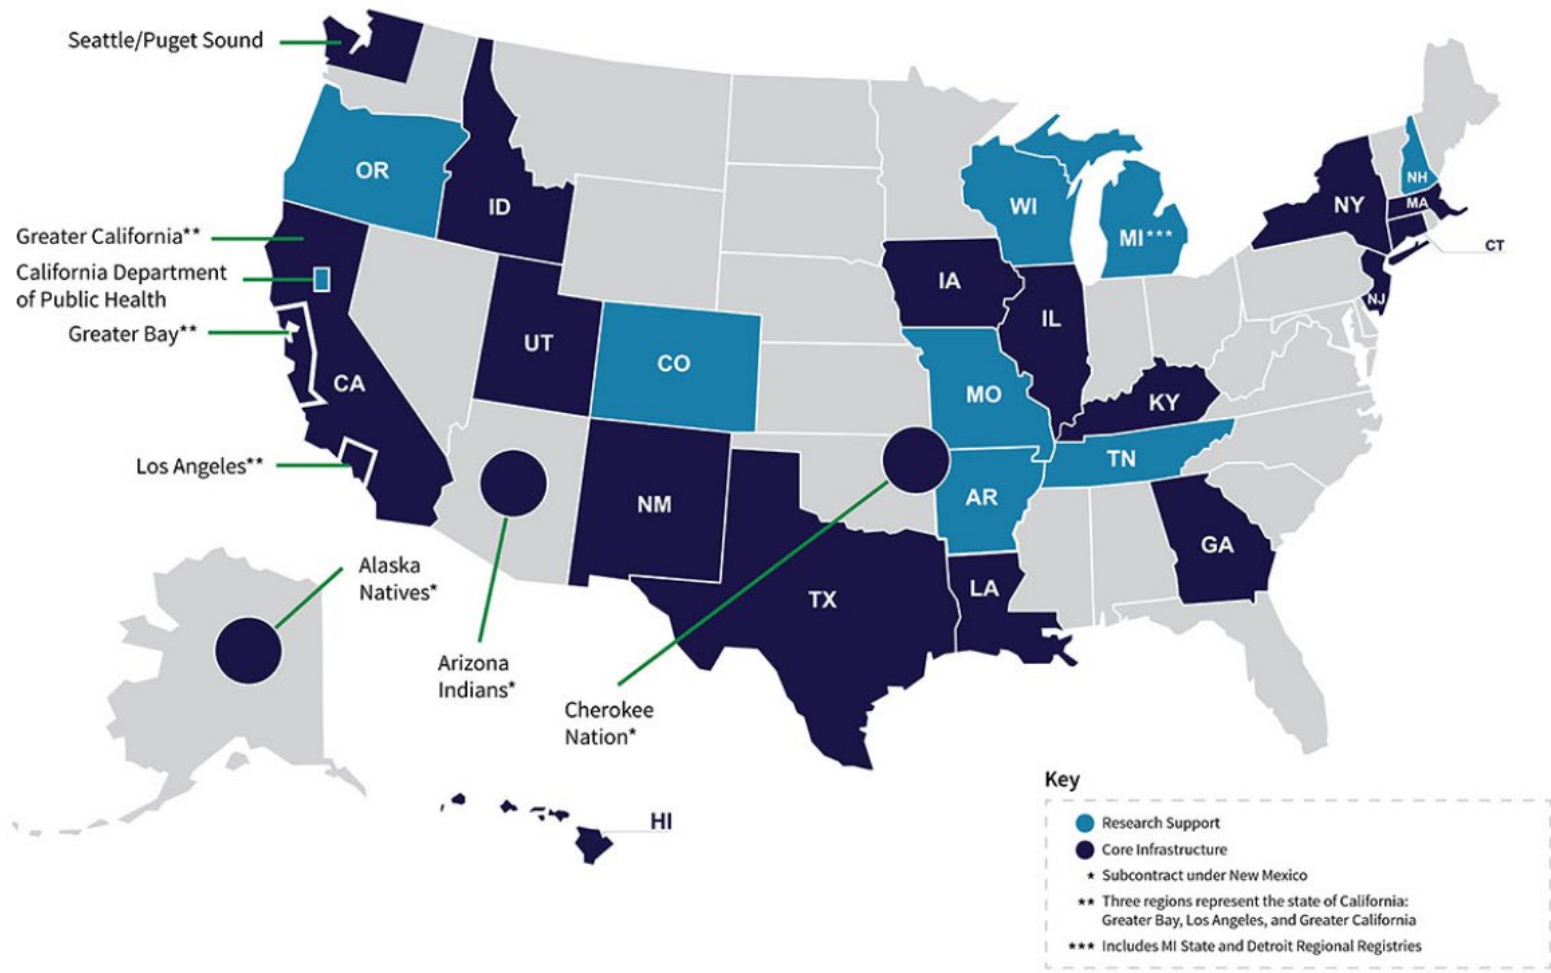 Seattle/Puget Sound
OR
ID
WI
MI***
NY
NH
MA
CT
Greater California**
California Department
of Public Health
Greater Bay**
CA
UT
CO
IA
IL
NJ
MO
KY
Los Angeles**
NM
TN
AR
GA
TX
LA
Alaska
Natives*
Arizona
Indians*
Cherokee
Nation*
HI
Key
Research Support
Core Infrastructure
* Subcontract under New Mexico
** Three regions represent the state of California:
Greater Bay, Los Angeles, and Greater California
*** Includes MI State and Detroit Regional Registries